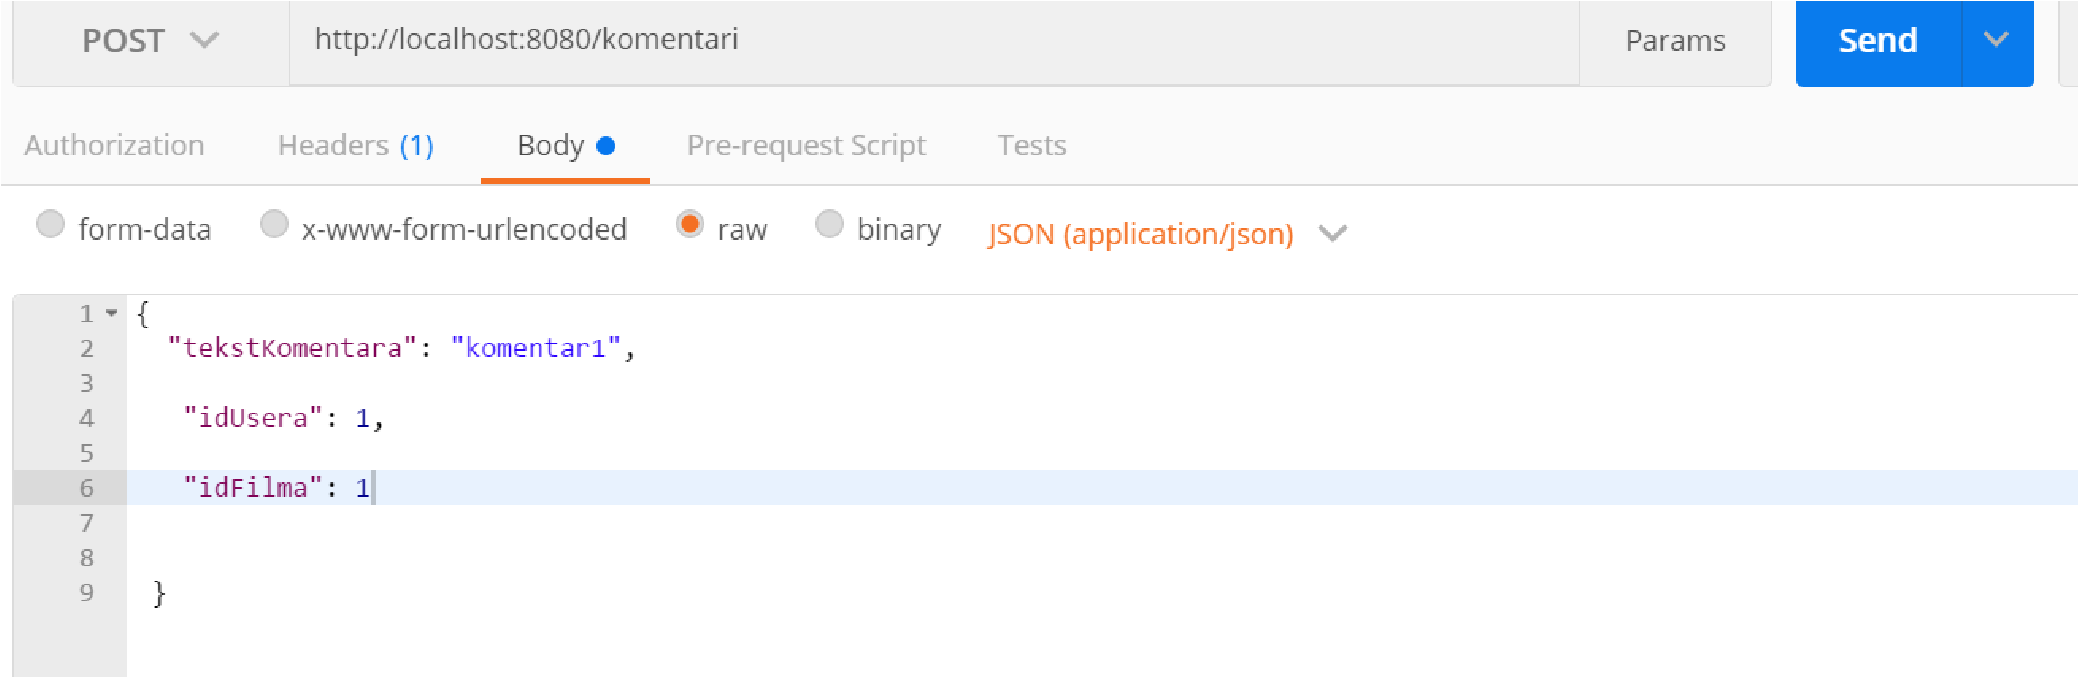 POST http://localhost:8080/komentari Params Send
Authorization Headers (1) Body Pre-request Script Tests
form-data x-www-form-urlencoded raw binary JSON (application/json)
1 {
2 "tekstKomentara": "komentar1",
3
4 "idUsera": 1,
5
6 "idFilma": 1
7
8
9 }